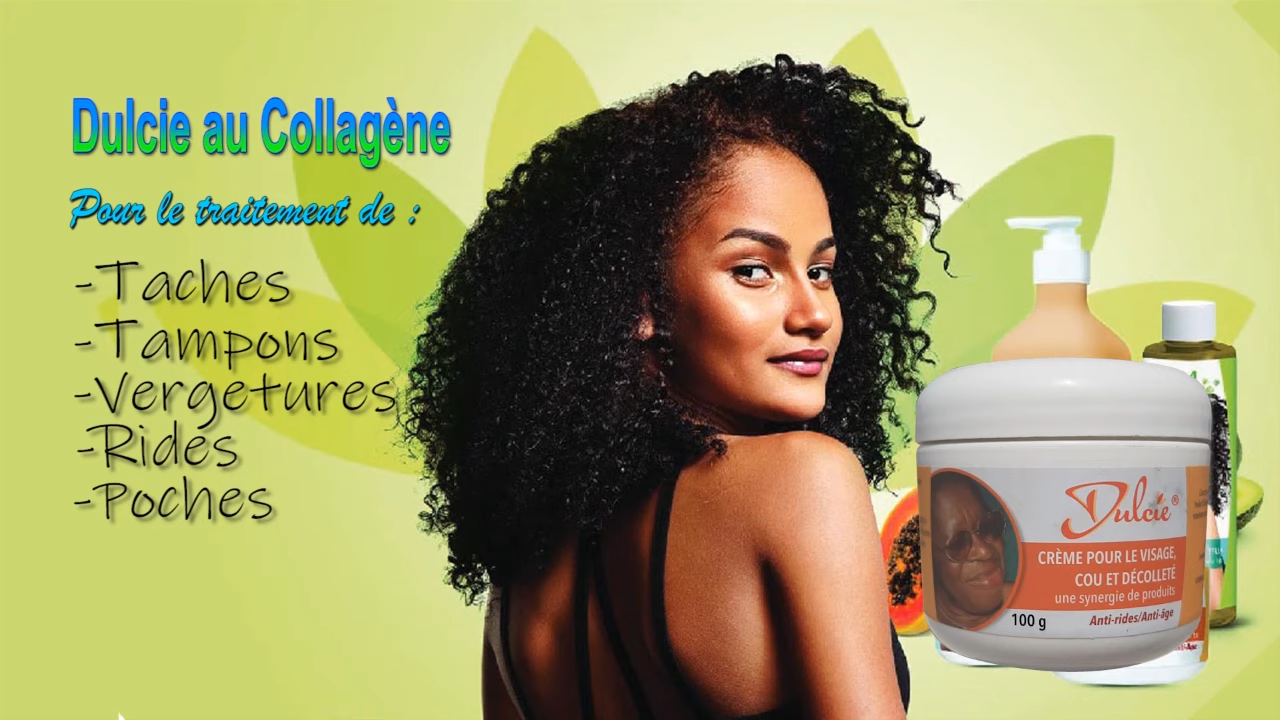 Dulcie au Collagène
Pour le traitement de :
-Taches
-Tampons
-Vergetures
-Rides
-Poches
Dulcie®
CRÈME POUR LE VISAGE,
COU ET DÉCOLLETÉ
une synergie de produits
100 g
Anti-rides/Anti-âge